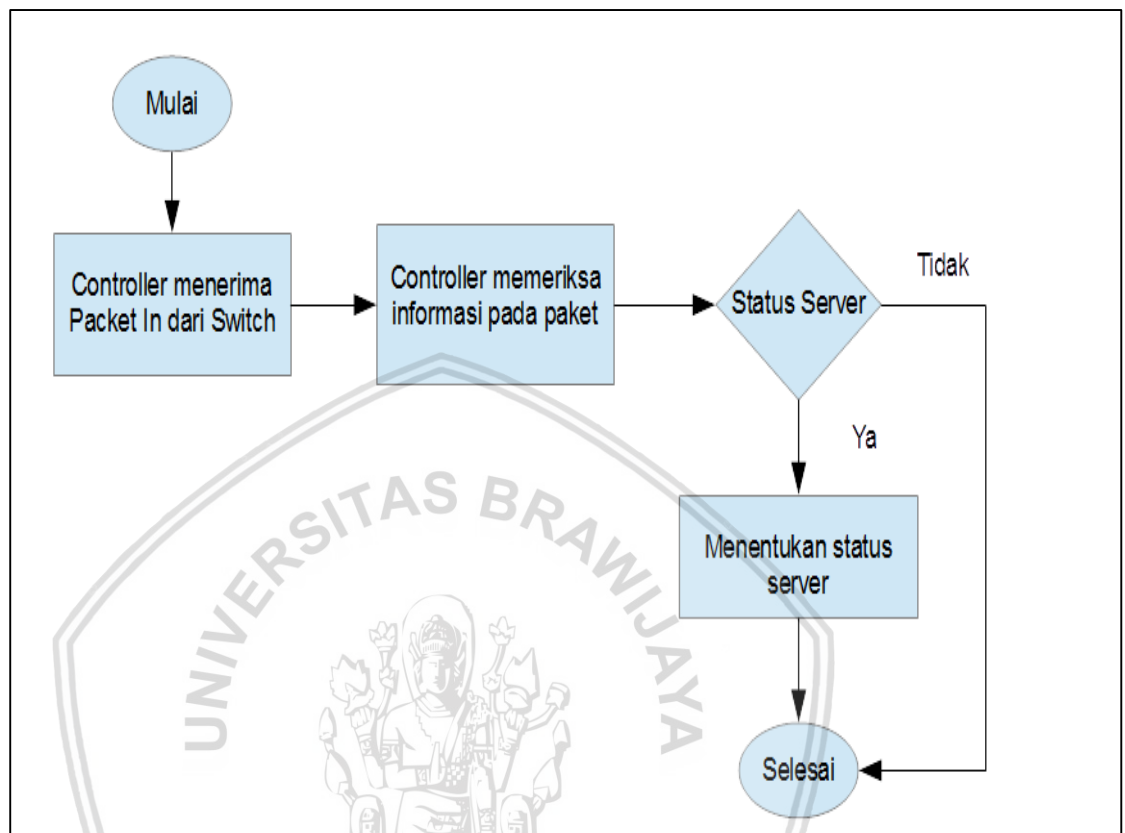 Mulai
Controller menerima
Packet In dari Switch
Controller memeriksa
informasi pada paket
Status Server
Tidak
Ya
Menentukan status
server
Selesai
UNIVERSITAS BRAWIJAYA